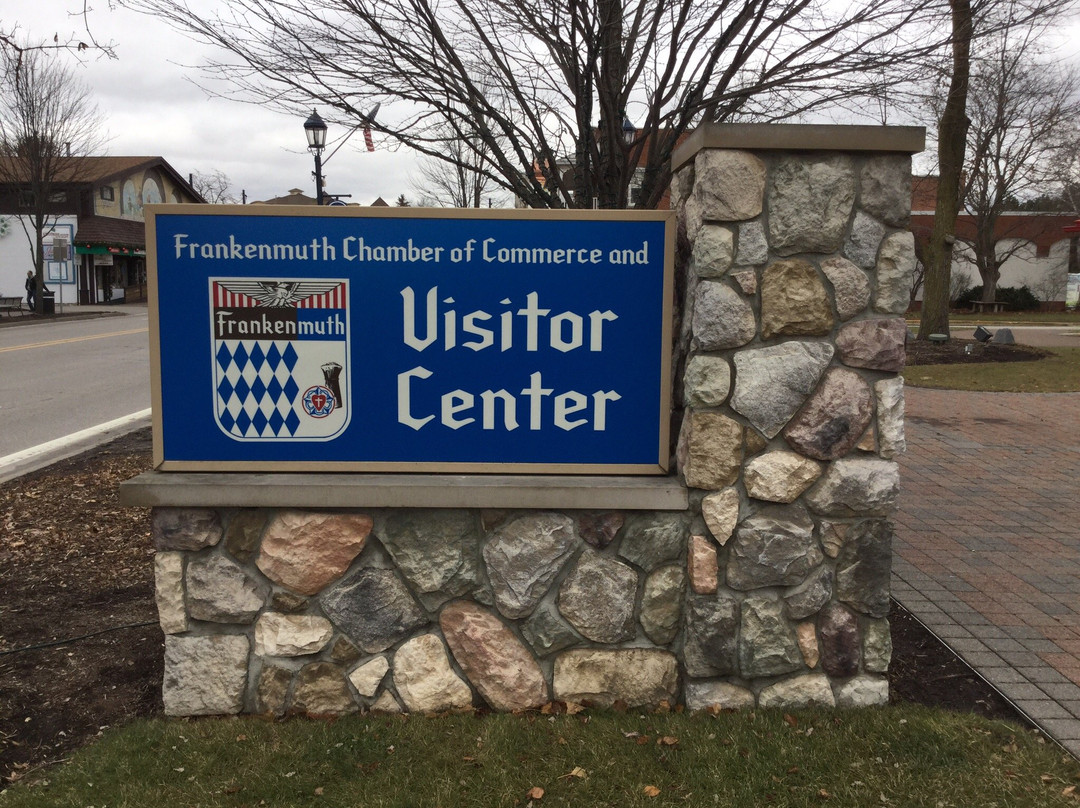 Frankenmuth Chamber of Commerce and
Visitor
Center
Frankenmuth